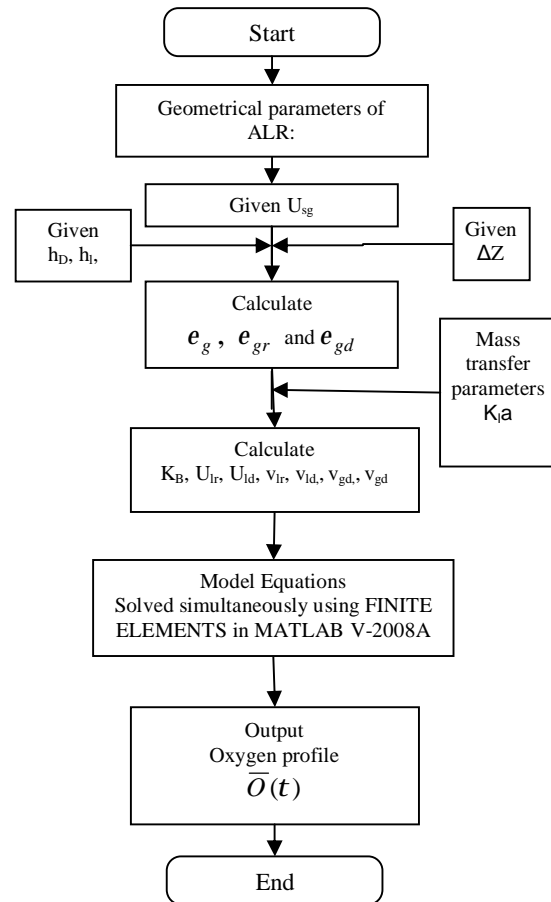 Start
Geometrical parameters of
ALR:
Given U_sg
Given
h_D, h_l,
Given
ΔZ
Calculate
e_g , e_gr and e_gd
Mass
transfer
parameters
K_la
Calculate
K_B, U_lr, U_ld, v_lr, v_ld, v_gd, v_gd
Model Equations
Solved simultaneously using FINITE
ELEMENTS in MATLAB V-2008A
Output
Oxygen profile
O̅(t)
End